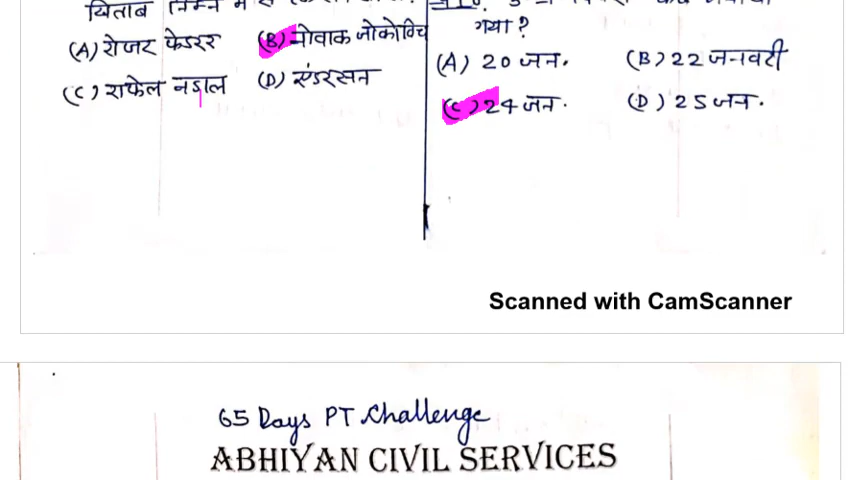 खिताब निम्न में से
(A) रोजर फेडरर (B) नोवाक जोकोविच
(C) राफेल नडाल (D) एंडरसन
गया?
(A) 20 जन. (B) 22 जनवरी
(C) 24 जन. (D) 25 जन.
Scanned with CamScanner
65 Days PT Challenge
ABHIYAN CIVIL SERVICES